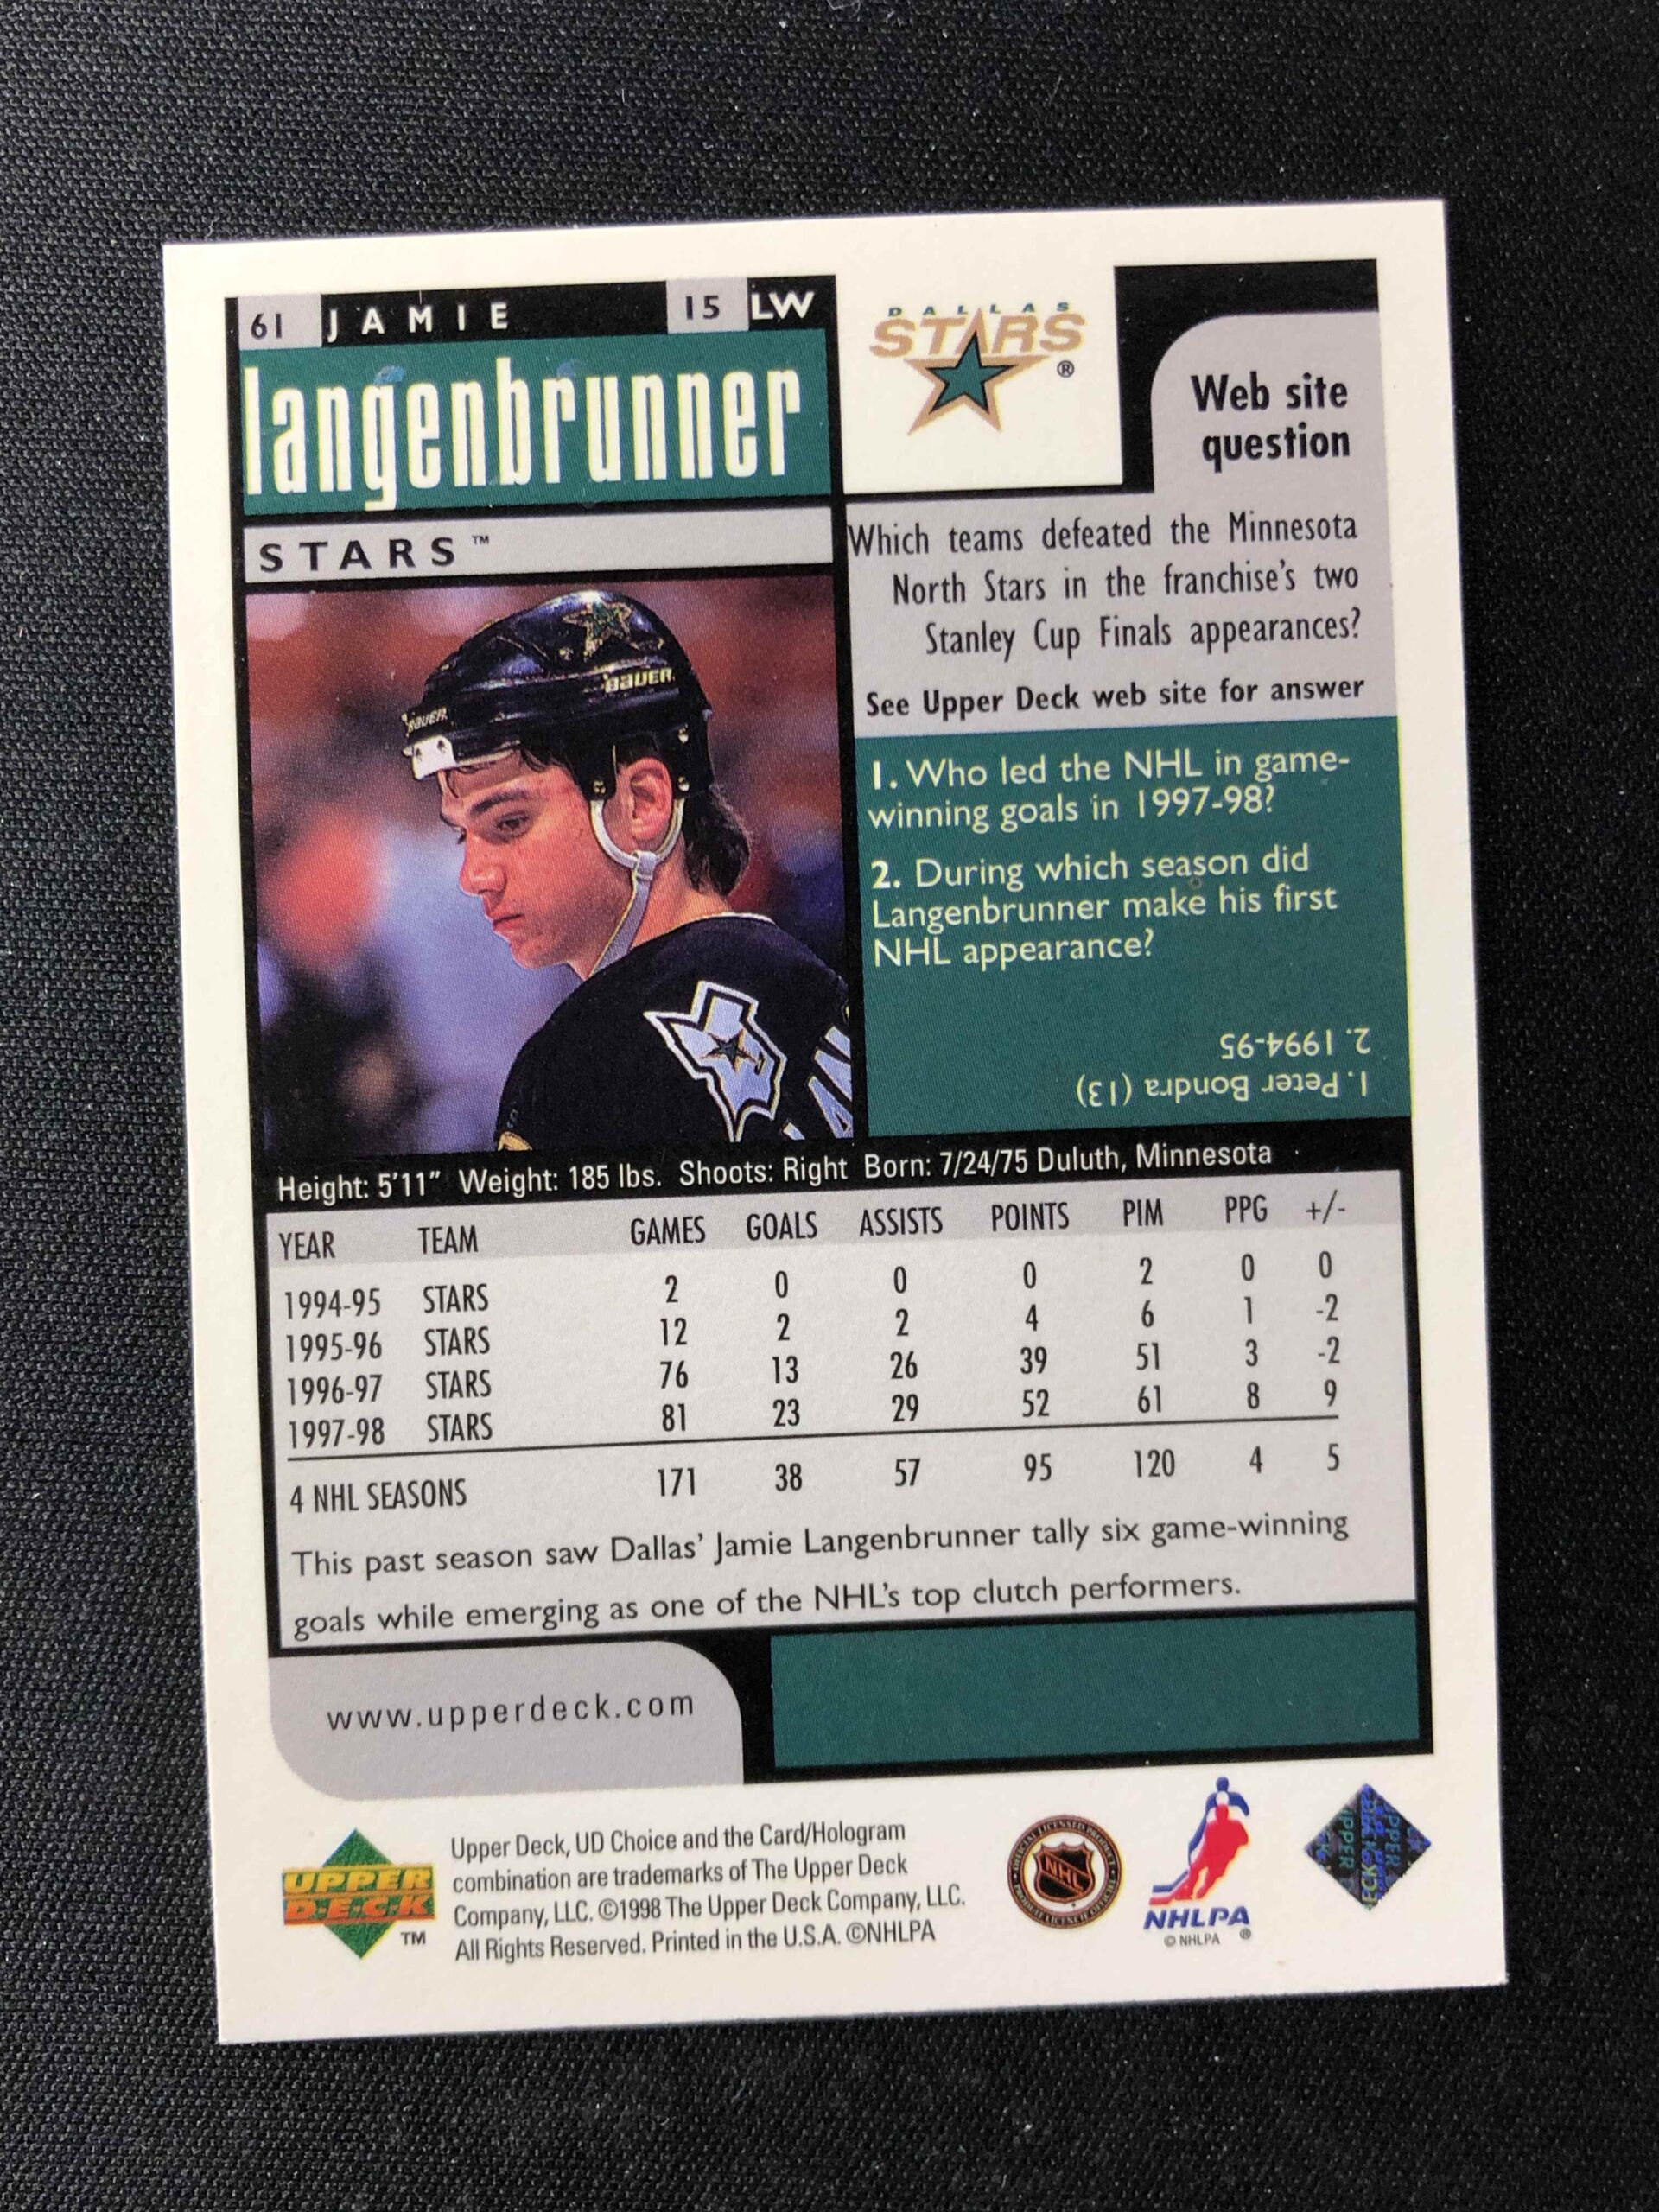 61 JAMIE 15 LW
langenbrunner
STARS™
DALLAS
STARS
®
Web site
question
Which teams defeated the Minnesota
North Stars in the franchise's two
Stanley Cup Finals appearances?
See Upper Deck web site for answer
1. Who led the NHL in game-
winning goals in 1997-98?
2. During which season did
Langenbrunner make his first
NHL appearance?
1. Peter Bondra (13)
2. 1994-95
BAUER
BAUER
LAN
Height: 5'11" Weight: 185 lbs. Shoots: Right Born: 7/24/75 Duluth, Minnesota
YEAR TEAM GAMES GOALS ASSISTS POINTS PIM PPG +/-
1994-95 STARS 2 0 0 0 2 0 0
1995-96 STARS 12 2 2 4 6 1 -2
1996-97 STARS 76 13 26 39 51 3 -2
1997-98 STARS 81 23 29 52 61 8 9
4 NHL SEASONS 171 38 57 95 120 4 5
This past season saw Dallas' Jamie Langenbrunner tally six game-winning
goals while emerging as one of the NHL's top clutch performers.
www.upperdeck.com
UPPER
DECK
TM
Upper Deck, UD Choice and the Card/Hologram
combination are trademarks of The Upper Deck
Company, LLC. ©1998 The Upper Deck Company, LLC.
All Rights Reserved. Printed in the U.S.A. ©NHLPA
NHL
NHLPA
© NHLPA ®
UPPER